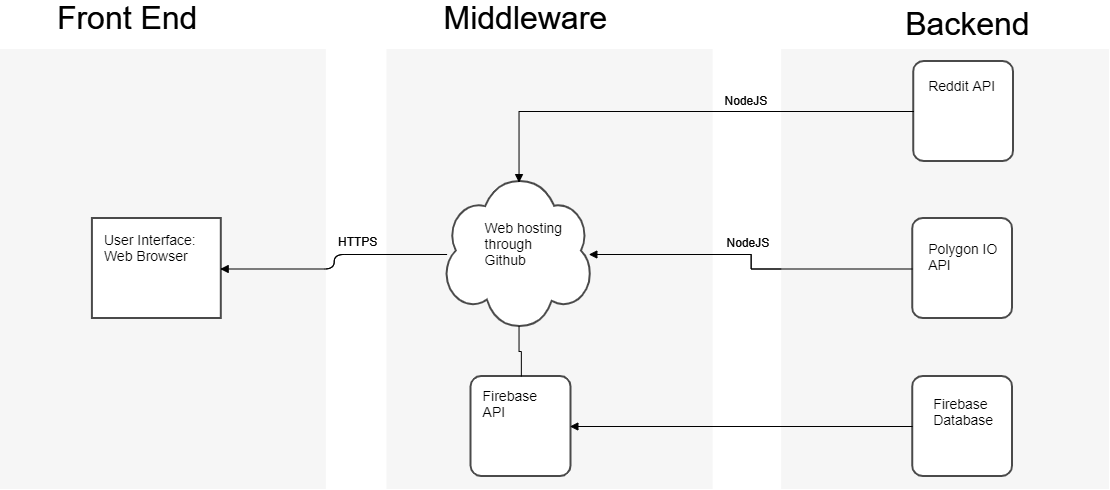 Front End
Middleware
Backend
Reddit API
NodeJS
User Interface:
Web Browser
HTTPS
Web hosting
through
Github
NodeJS
Polygon IO
API
Firebase
API
Firebase
Database